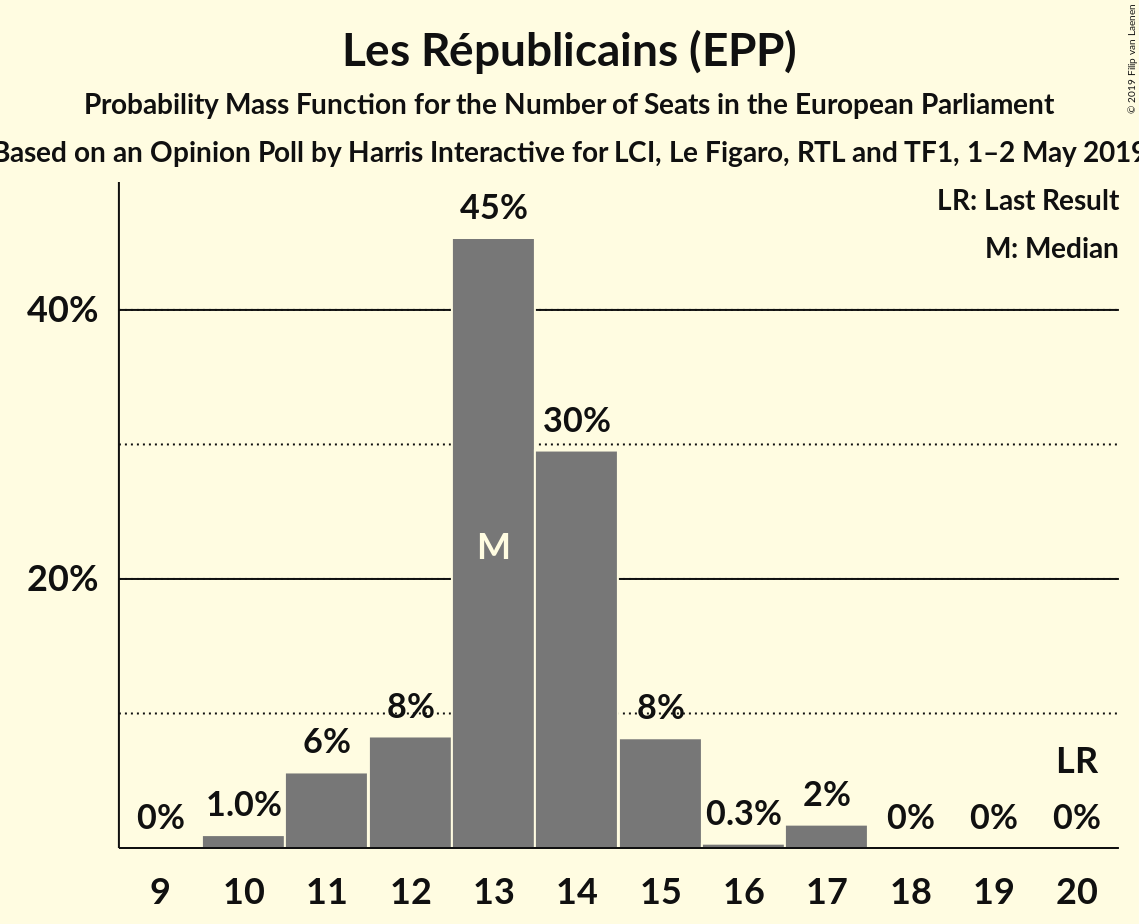 Les Républicains (EPP)
Probability Mass Function for the Number of Seats in the European Parliament
Based on an Opinion Poll by Harris Interactive for LCI, Le Figaro, RTL and TF1, 1–2 May 2019
© 2019 Filip van Laenen
LR: Last Result
M: Median
45%
40%
30%
M
20%
8%
8%
6%
LR
0%
1.0%
0.3%
2%
0%
0%
0%
9 10 11 12 13 14 15 16 17 18 19 20